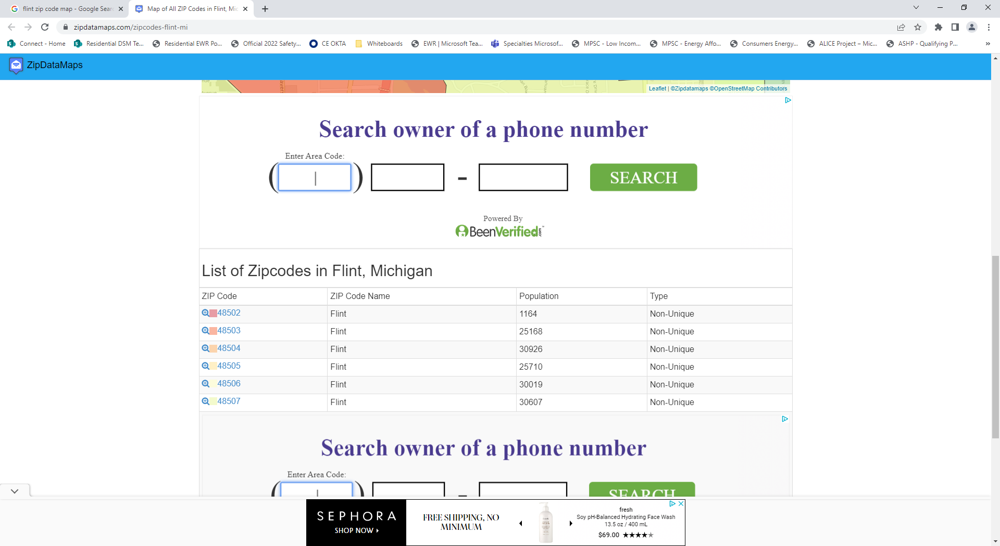 flint zip code map - Google Sear
Map of All ZIP Codes in Flint, Mic
zipdatamaps.com/zipcodes-flint-mi
Connect - Home
Residential DSM Te...
Residential EWR Po...
Official 2022 Safety...
CE OKTA
Whiteboards
EWR | Microsoft Tea...
Specialties Microsof...
MPSC - Low Incom...
MPSC - Energy Affo...
Consumers Energy...
ALICE Project – Mic...
ASHP - Qualifying P...
»
ZipDataMaps
Leaflet | ©Zipdatamaps ©OpenStreetMap Contributors
Search owner of a phone number
Enter Area Code:
( ) -
SEARCH
Powered By
BeenVerified.com
List of Zipcodes in Flint, Michigan
ZIP Code ZIP Code Name Population Type
48502 Flint 1164 Non-Unique
48503 Flint 25168 Non-Unique
48504 Flint 30926 Non-Unique
48505 Flint 25710 Non-Unique
48506 Flint 30019 Non-Unique
48507 Flint 30607 Non-Unique
Search owner of a phone number
Enter Area Code:
( ) -
SEARCH
SEPHORA
SHOP NOW
FREE SHIPPING, NO
MINIMUM
fresh
Soy pH-Balanced Hydrating Face Wash
13.5 oz / 400 mL
$69.00 ★★★★★